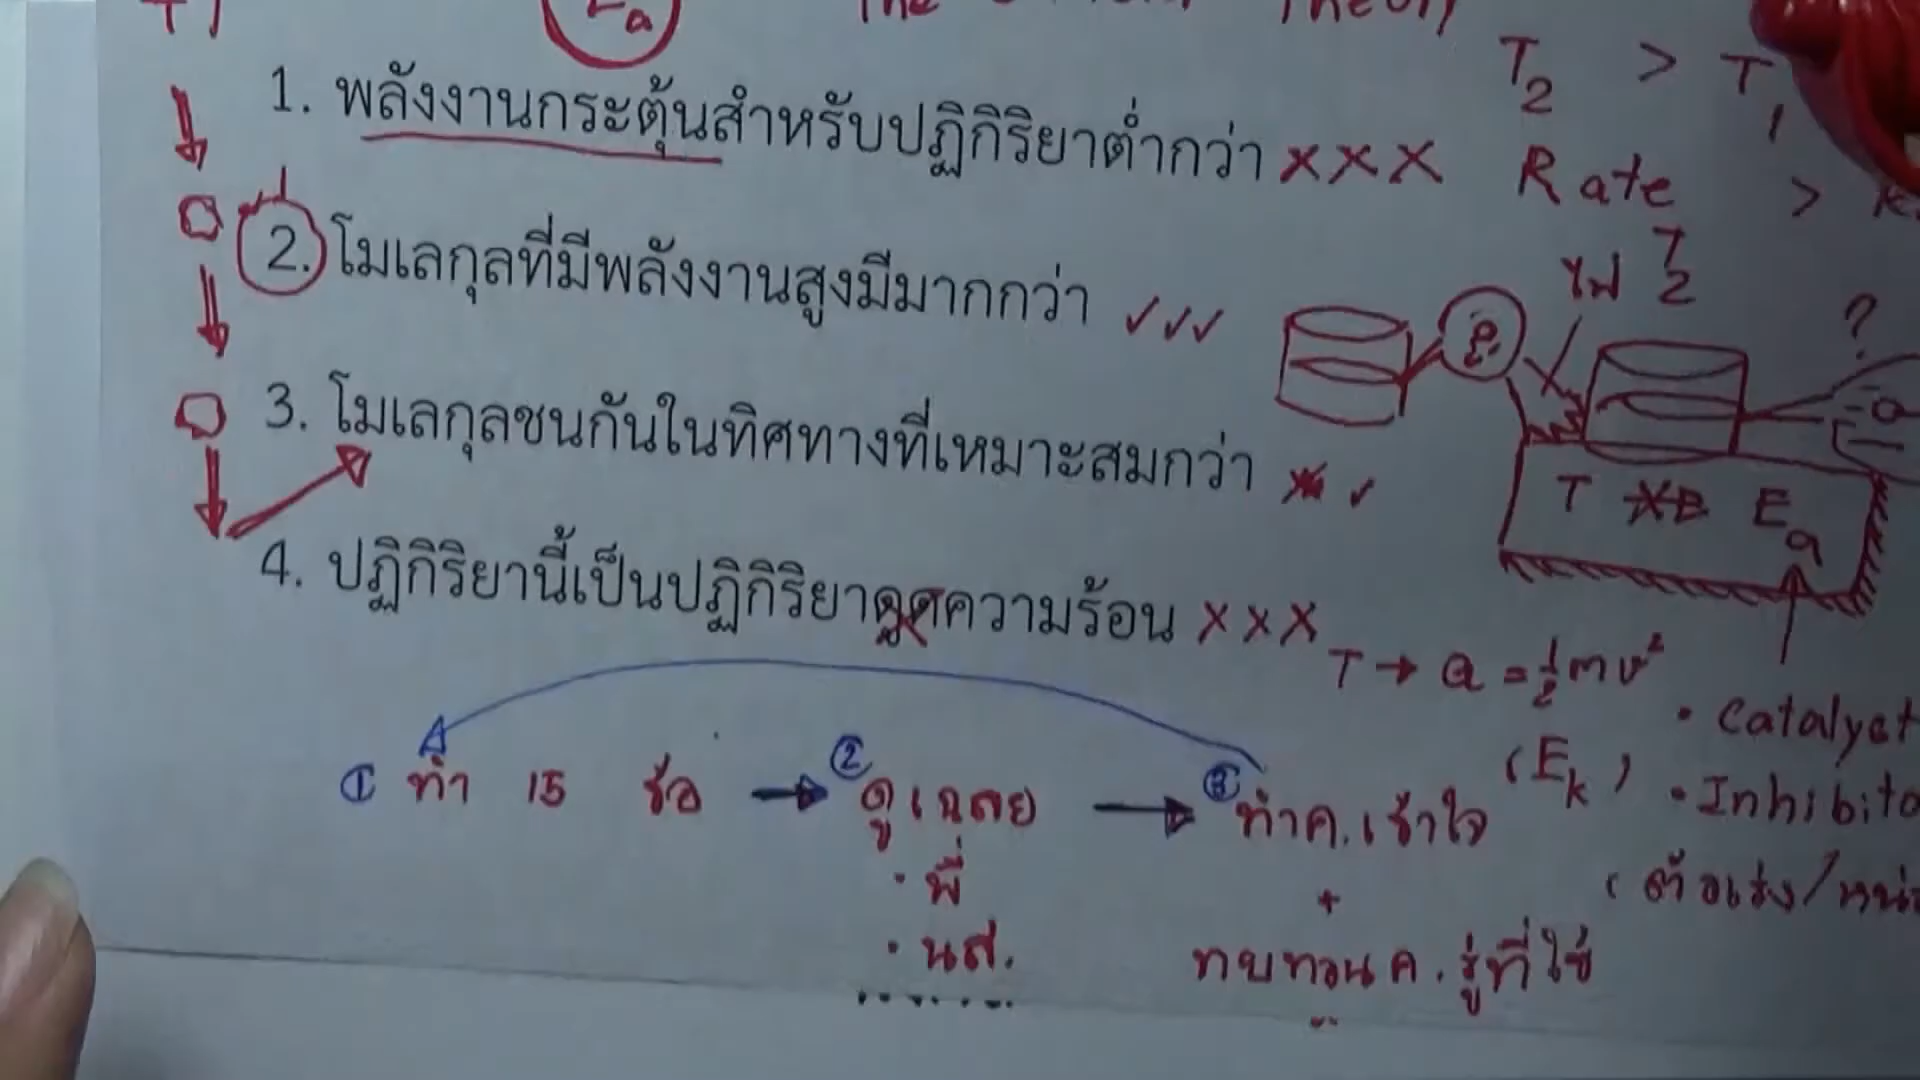 T2 > T1
1. พลังงานกระตุ้นสำหรับปฏิกิริยาต่ำกว่า xxx
Rate >
T2
2. โมเลกุลที่มีพลังงานสูงมีมากกว่า ✓✓✓
ไฟ
?
3. โมเลกุลชนกันในทิศทางที่เหมาะสมกว่า
T Ea
4. ปฏิกิริยานี้เป็นปฏิกิริยาดูดความร้อน xxx
T → Q = ½mv²
(Ek)
• Catalyst
• Inhibito
(ตัวเร่ง/หน่
① ทำ 15 ข้อ → ② ดูเฉลย → ③ ทำค.เข้าใจ
• พี่
+
• นส.
ทบทวนค.รู้ที่ใช้